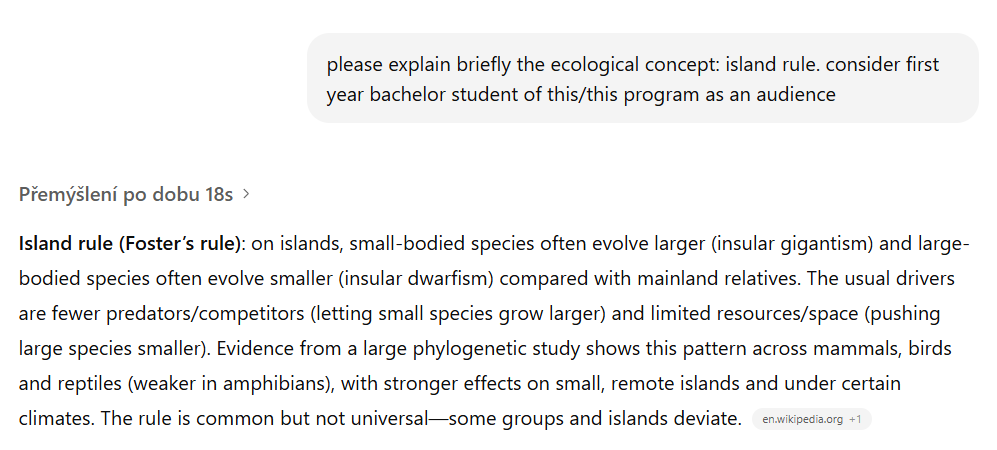 please explain briefly the ecological concept: island rule. consider first
year bachelor student of this/this program as an audience
Přemýšlení po dobu 18s
Island rule (Foster’s rule): on islands, small-bodied species often evolve larger (insular gigantism) and large-
bodied species often evolve smaller (insular dwarfism) compared with mainland relatives. The usual drivers
are fewer predators/competitors (letting small species grow larger) and limited resources/space (pushing
large species smaller). Evidence from a large phylogenetic study shows this pattern across mammals, birds
and reptiles (weaker in amphibians), with stronger effects on small, remote islands and under certain
climates. The rule is common but not universal—some groups and islands deviate. en.wikipedia.org +1